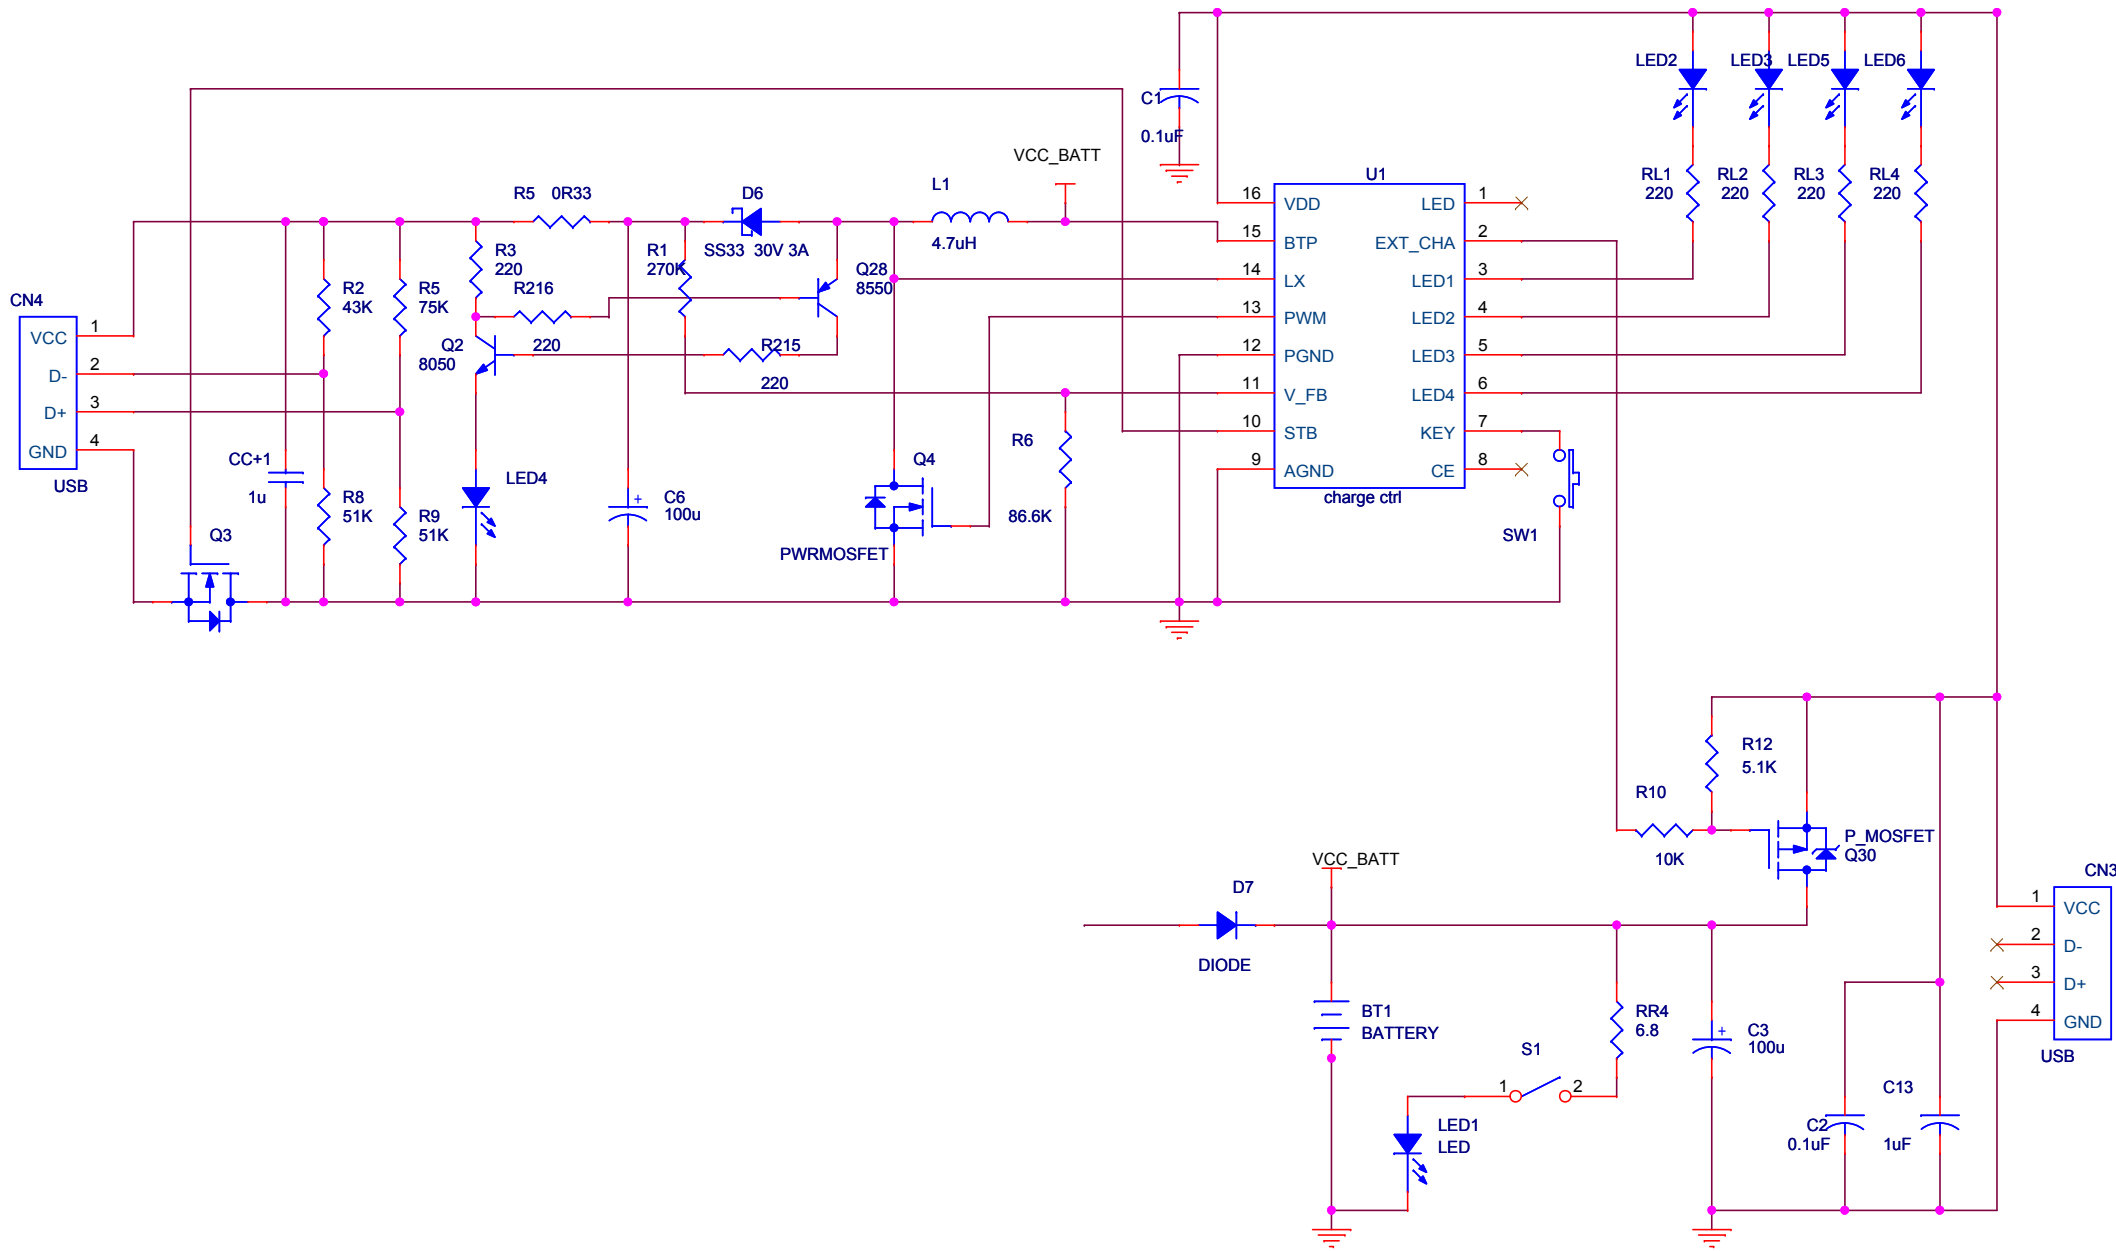 LED2
LED3
LED5
LED6
C1
0.1uF
VCC_BATT
RL1
220
RL2
220
RL3
220
RL4
220
U1
R5 0R33
D6
SS33 30V 3A
L1
4.7uH
16 VDD
15 BTP
14 LX
13 PWM
12 PGND
11 V_FB
10 STB
9 AGND
LED 1
EXT_CHA 2
LED1 3
LED2 4
LED3 5
LED4 6
KEY 7
CE 8
charge ctrl
R3
220
R216
220
R1
270K
Q28
8550
CN4
VCC 1
D- 2
D+ 3
GND 4
USB
R2
43K
R5
75K
Q2
8050
R215
220
R6
86.6K
CC+1
1u
LED4
Q4
PWRMOSFET
R8
51K
R9
51K
C6
+
100u
Q3
SW1
R12
5.1K
R10
10K
P_MOSFET
Q30
VCC_BATT
D7
DIODE
CN3
1 VCC
2 D-
3 D+
4 GND
USB
BT1
BATTERY
RR4
6.8
C3
+
100u
S1
1
2
LED1
LED
C2
0.1uF
C13
1uF